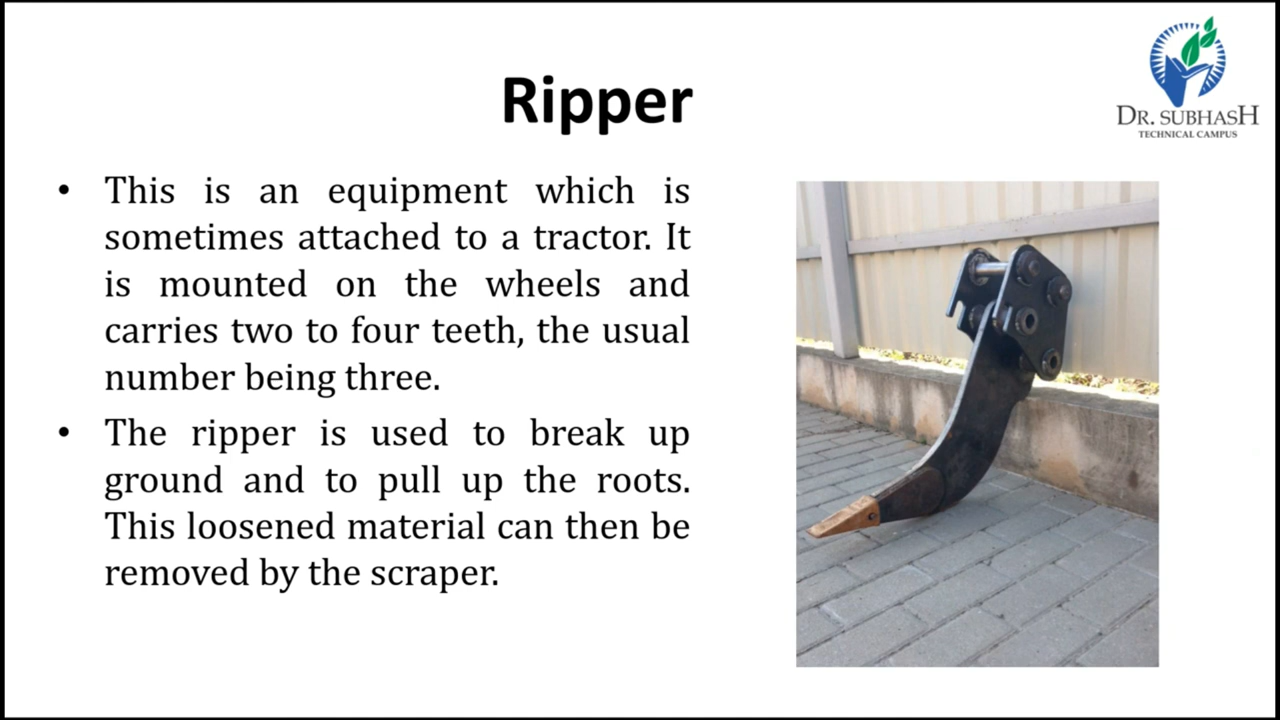 Ripper
DR. SUBHASH
TECHNICAL CAMPUS
• This is an equipment which is
sometimes attached to a tractor. It
is mounted on the wheels and
carries two to four teeth, the usual
number being three.
• The ripper is used to break up
ground and to pull up the roots.
This loosened material can then be
removed by the scraper.